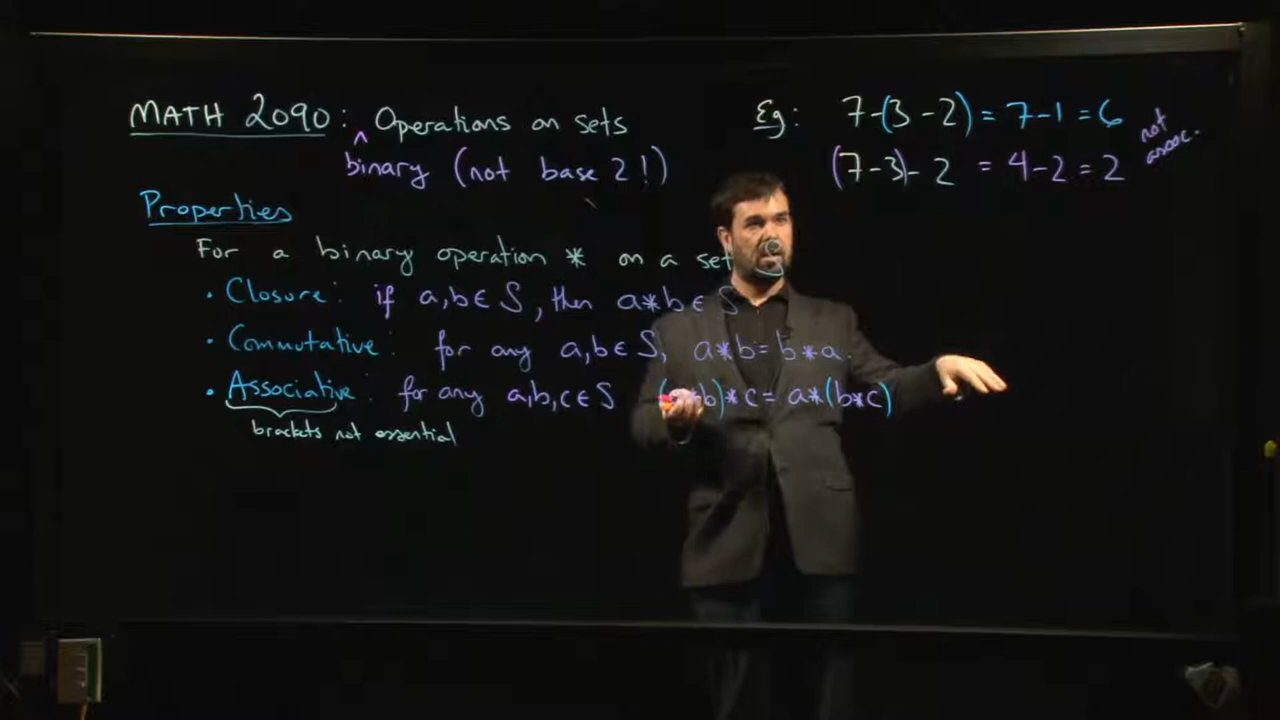 MATH 2090: Operations on sets
^
binary (not base 2!)
Properties
For a binary operation * on a set
• Closure: if a,b∈S, then a*b∈S
• Commutative: for any a,b∈S, a*b=b*a.
• Associative: for any a,b,c∈S (a*b)*c=a*(b*c)
brackets not essential
Eg: 7-(3-2)=7-1=6
(7-3)-2 = 4-2=2
not
assoc.